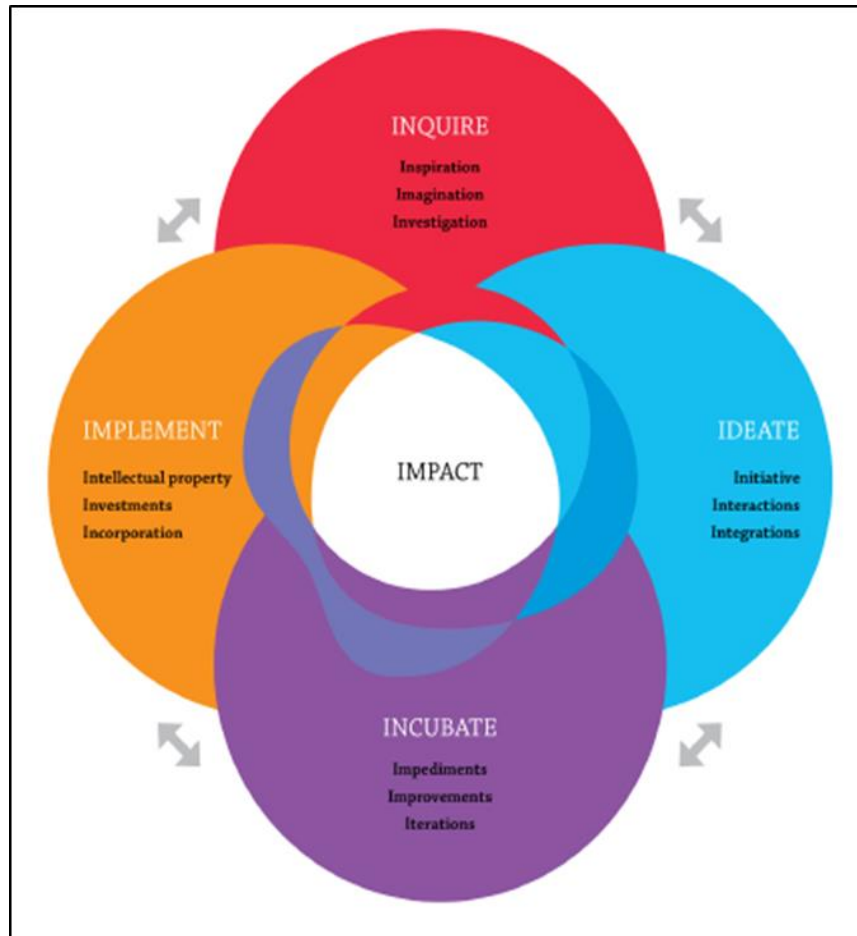 INQUIRE
Inspiration
Imagination
Investigation
IMPLEMENT
Intellectual property
Investments
Incorporation
IMPACT
IDEATE
Initiative
Interactions
Integrations
INCUBATE
Impediments
Improvements
Iterations